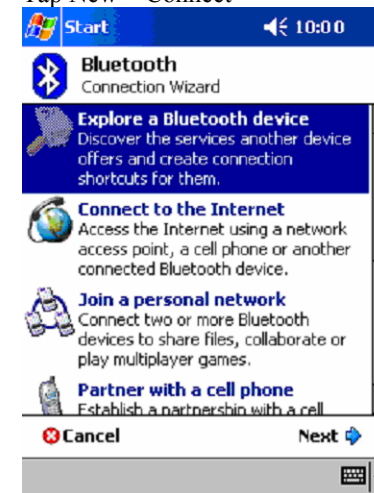 Tap New – Connect
Start 10:00
Bluetooth
Connection Wizard
Explore a Bluetooth device
Discover the services another device
offers and create connection
shortcuts for them.
Connect to the Internet
Access the Internet using a network
access point, a cell phone or another
connected Bluetooth device.
Join a personal network
Connect two or more Bluetooth
devices to share files, collaborate or
play multiplayer games.
Partner with a cell phone
Establish a partnership with a cell
Cancel Next